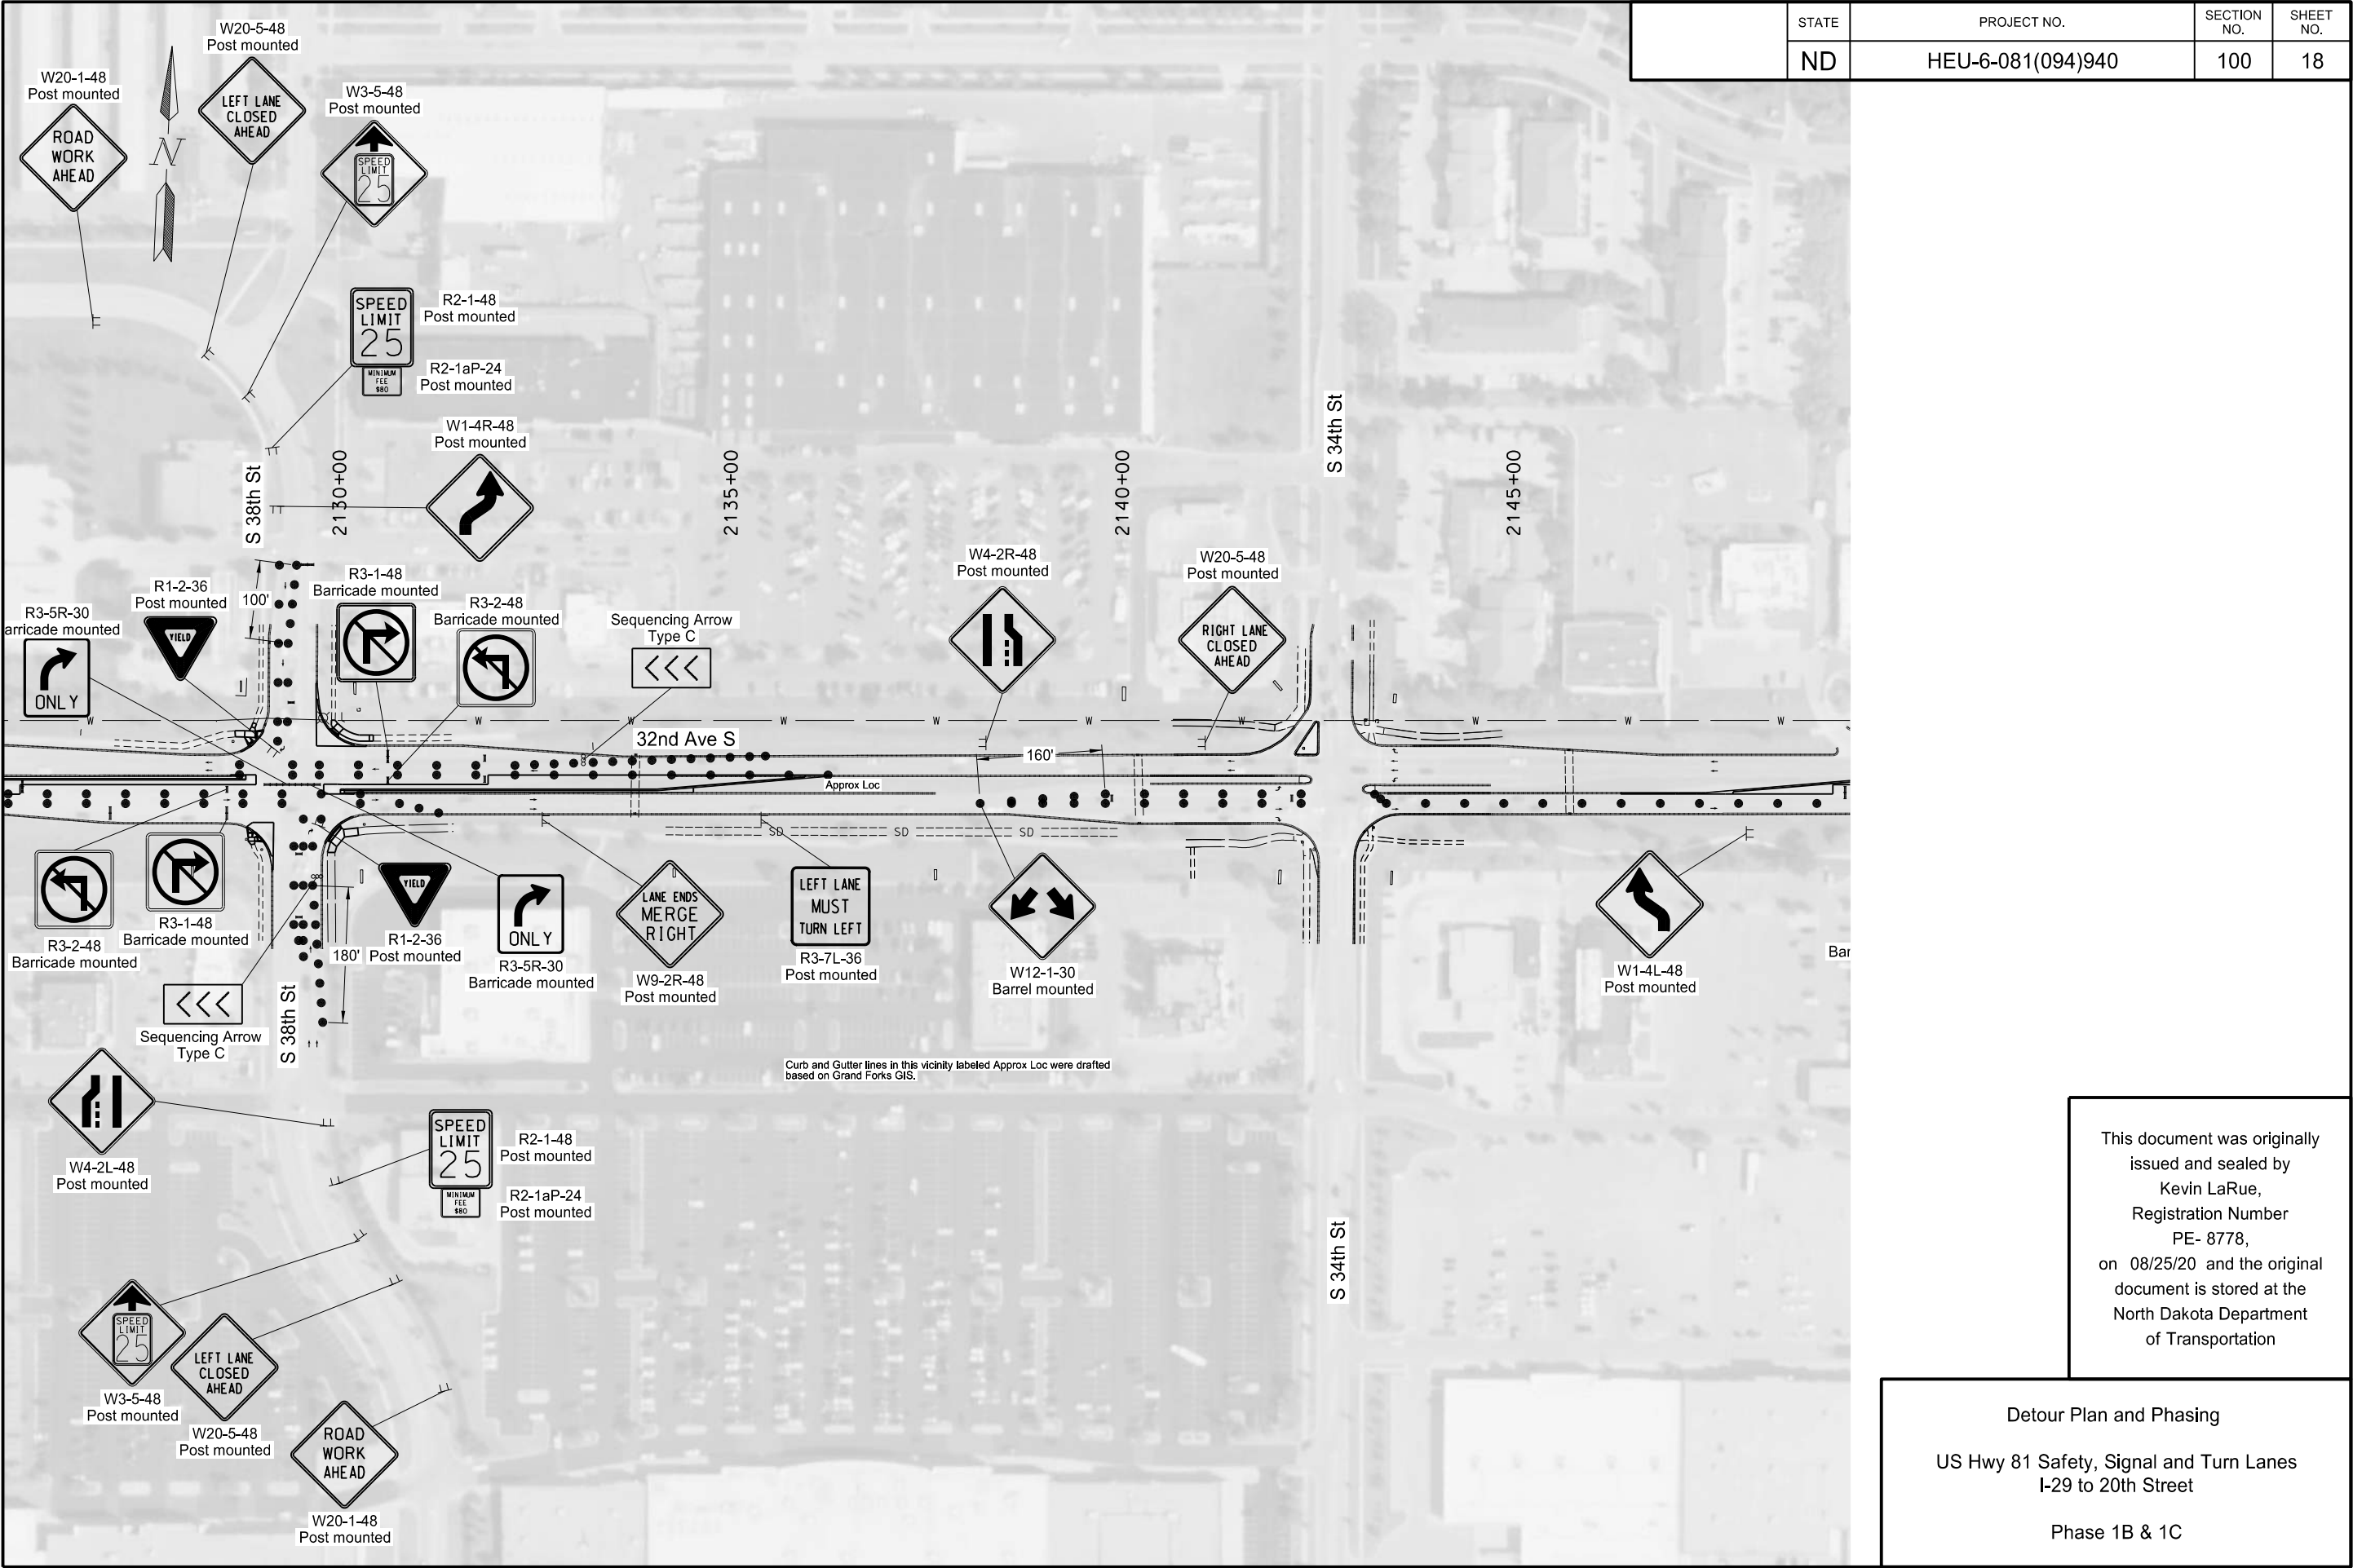 STATE
PROJECT NO.
SECTION NO.
SHEET NO.
ND
HEU-6-081(094)940
100
18
W20-5-48
Post mounted
LEFT LANE
CLOSED
AHEAD
W20-1-48
Post mounted
ROAD
WORK
AHEAD
N
W3-5-48
Post mounted
SPEED
LIMIT
25
SPEED
LIMIT
25
MINIMUM
FEE
$80
R2-1-48
Post mounted
R2-1aP-24
Post mounted
W1-4R-48
Post mounted
S 38th St
2130+00
2135+00
2140+00
S 34th St
2145+00
R3-5R-30
arricade mounted
ONLY
R1-2-36
Post mounted
YIELD
100'
R3-1-48
Barricade mounted
R3-2-48
Barricade mounted
Sequencing Arrow
Type C
W4-2R-48
Post mounted
W20-5-48
Post mounted
RIGHT LANE
CLOSED
AHEAD
W
W
W
W
W
W
W
W
W
W
32nd Ave S
160'
Approx Loc
SD
SD
SD
R3-2-48
Barricade mounted
R3-1-48
Barricade mounted
YIELD
R1-2-36
Post mounted
180'
ONLY
R3-5R-30
Barricade mounted
LANE ENDS
MERGE
RIGHT
W9-2R-48
Post mounted
LEFT LANE
MUST
TURN LEFT
R3-7L-36
Post mounted
W12-1-30
Barrel mounted
W1-4L-48
Post mounted
Bar
Sequencing Arrow
Type C
S 38th St
Curb and Gutter lines in this vicinity labeled Approx Loc were drafted
based on Grand Forks GIS.
W4-2L-48
Post mounted
SPEED
LIMIT
25
MINIMUM
FEE
$80
R2-1-48
Post mounted
R2-1aP-24
Post mounted
S 34th St
SPEED
LIMIT
25
W3-5-48
Post mounted
LEFT LANE
CLOSED
AHEAD
W20-5-48
Post mounted
ROAD
WORK
AHEAD
W20-1-48
Post mounted
This document was originally
issued and sealed by
Kevin LaRue,
Registration Number
PE- 8778,
on 08/25/20 and the original
document is stored at the
North Dakota Department
of Transportation
Detour Plan and Phasing
US Hwy 81 Safety, Signal and Turn Lanes
I-29 to 20th Street
Phase 1B & 1C